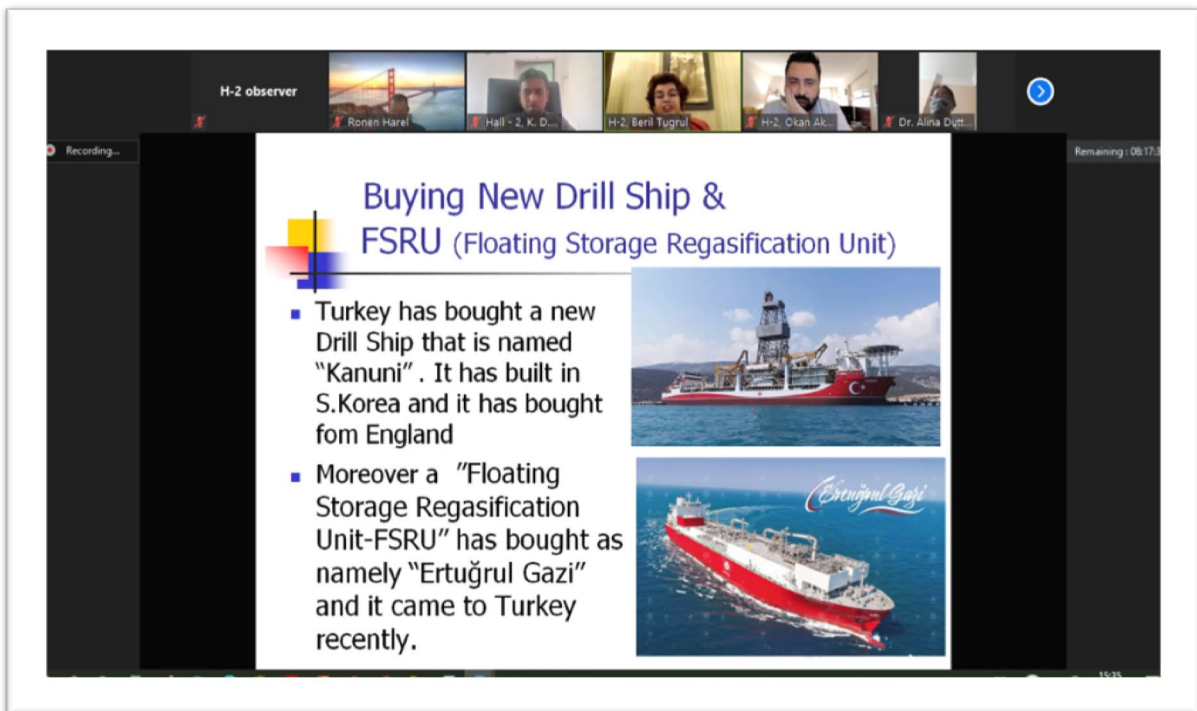 H-2 observer
Ronen Harel
Hall - 2, K. D...
H-2, Beril Tugrul
H-2, Okan Ak...
Dr. Alina Dutt...
Recording...
Remaining : 08:17:3
Buying New Drill Ship &
FSRU (Floating Storage Regasification Unit)
Turkey has bought a new
Drill Ship that is named
“Kanuni” . It has built in
S.Korea and it has bought
fom England
Moreover a ”Floating
Storage Regasification
Unit-FSRU” has bought as
namely “Ertuğrul Gazi”
and it came to Turkey
recently.
Ertuğrul Gazi
15:35